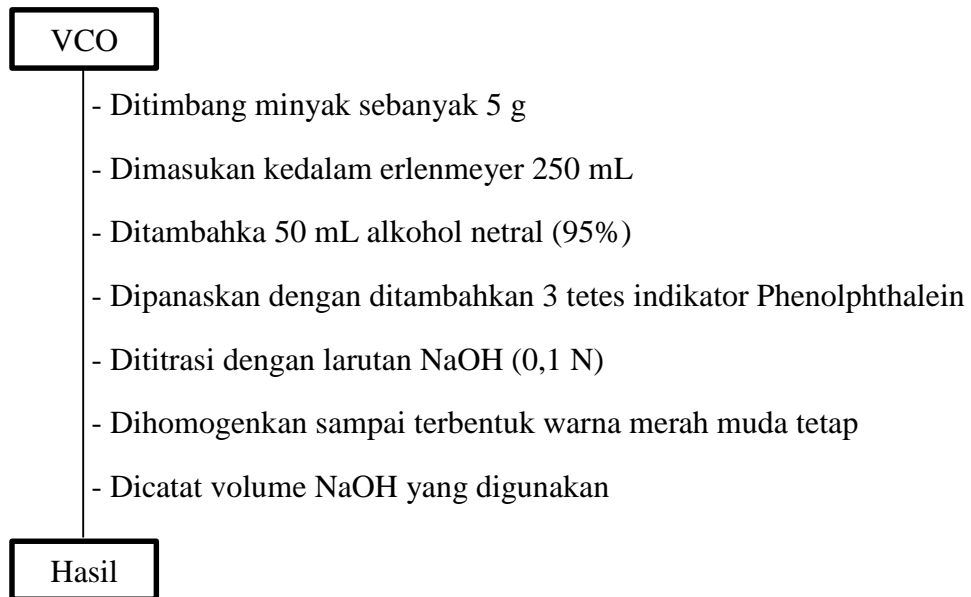 VCO
- Ditimbang minyak sebanyak 5 g
- Dimasukan kedalam erlenmeyer 250 mL
- Ditambahka 50 mL alkohol netral (95%)
- Dipanaskan dengan ditambahkan 3 tetes indikator Phenolphthalein
- Dititrasi dengan larutan NaOH (0,1 N)
- Dihomogenkan sampai terbentuk warna merah muda tetap
- Dicatat volume NaOH yang digunakan
Hasil